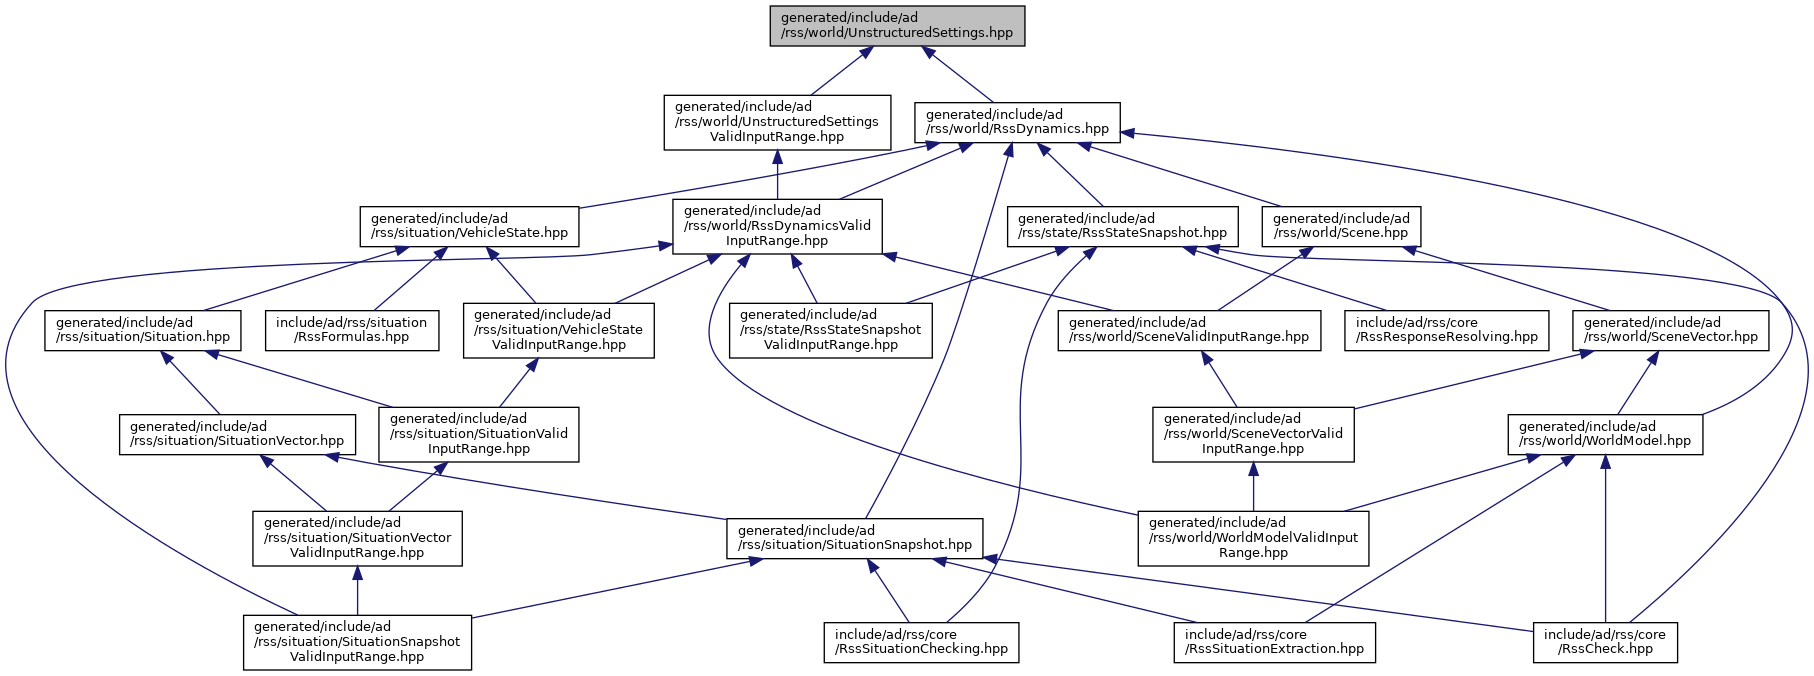 generated/include/ad
/rss/world/UnstructuredSettings.hpp
generated/include/ad
/rss/world/UnstructuredSettings
ValidInputRange.hpp
generated/include/ad
/rss/world/RssDynamics.hpp
generated/include/ad
/rss/situation/VehicleState.hpp
generated/include/ad
/rss/world/RssDynamicsValid
InputRange.hpp
generated/include/ad
/rss/state/RssStateSnapshot.hpp
generated/include/ad
/rss/world/Scene.hpp
generated/include/ad
/rss/situation/Situation.hpp
include/ad/rss/situation
/RssFormulas.hpp
generated/include/ad
/rss/situation/VehicleState
ValidInputRange.hpp
generated/include/ad
/rss/state/RssStateSnapshot
ValidInputRange.hpp
generated/include/ad
/rss/world/SceneValidInputRange.hpp
include/ad/rss/core
/RssResponseResolving.hpp
generated/include/ad
/rss/world/SceneVector.hpp
generated/include/ad
/rss/situation/SituationVector.hpp
generated/include/ad
/rss/situation/SituationValid
InputRange.hpp
generated/include/ad
/rss/world/SceneVectorValid
InputRange.hpp
generated/include/ad
/rss/world/WorldModel.hpp
generated/include/ad
/rss/situation/SituationVector
ValidInputRange.hpp
generated/include/ad
/rss/situation/SituationSnapshot.hpp
generated/include/ad
/rss/world/WorldModelValidInput
Range.hpp
generated/include/ad
/rss/situation/SituationSnapshot
ValidInputRange.hpp
include/ad/rss/core
/RssSituationChecking.hpp
include/ad/rss/core
/RssSituationExtraction.hpp
include/ad/rss/core
/RssCheck.hpp